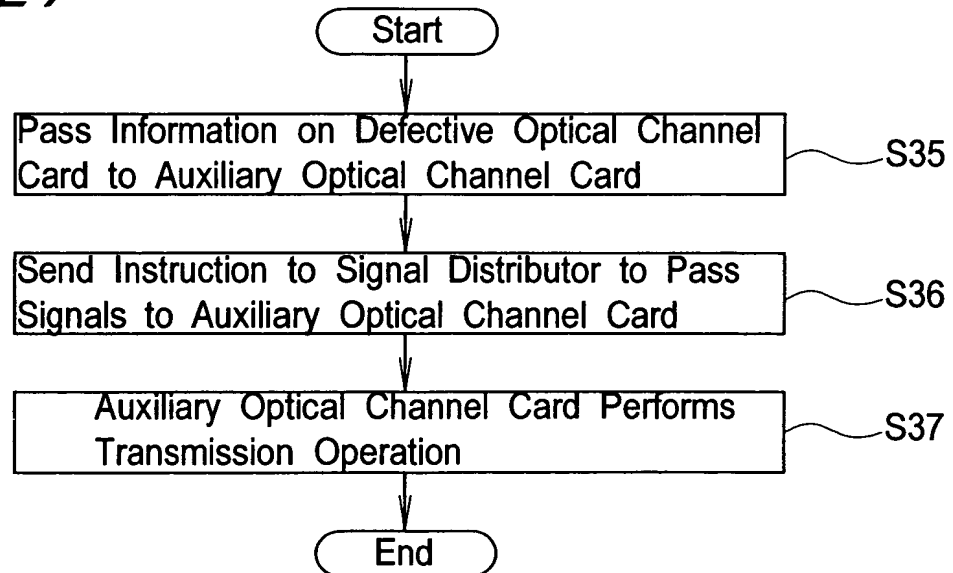 Start
Pass Information on Defective Optical Channel
Card to Auxiliary Optical Channel Card
S35
Send Instruction to Signal Distributor to Pass
Signals to Auxiliary Optical Channel Card
S36
Auxiliary Optical Channel Card Performs
Transmission Operation
S37
End